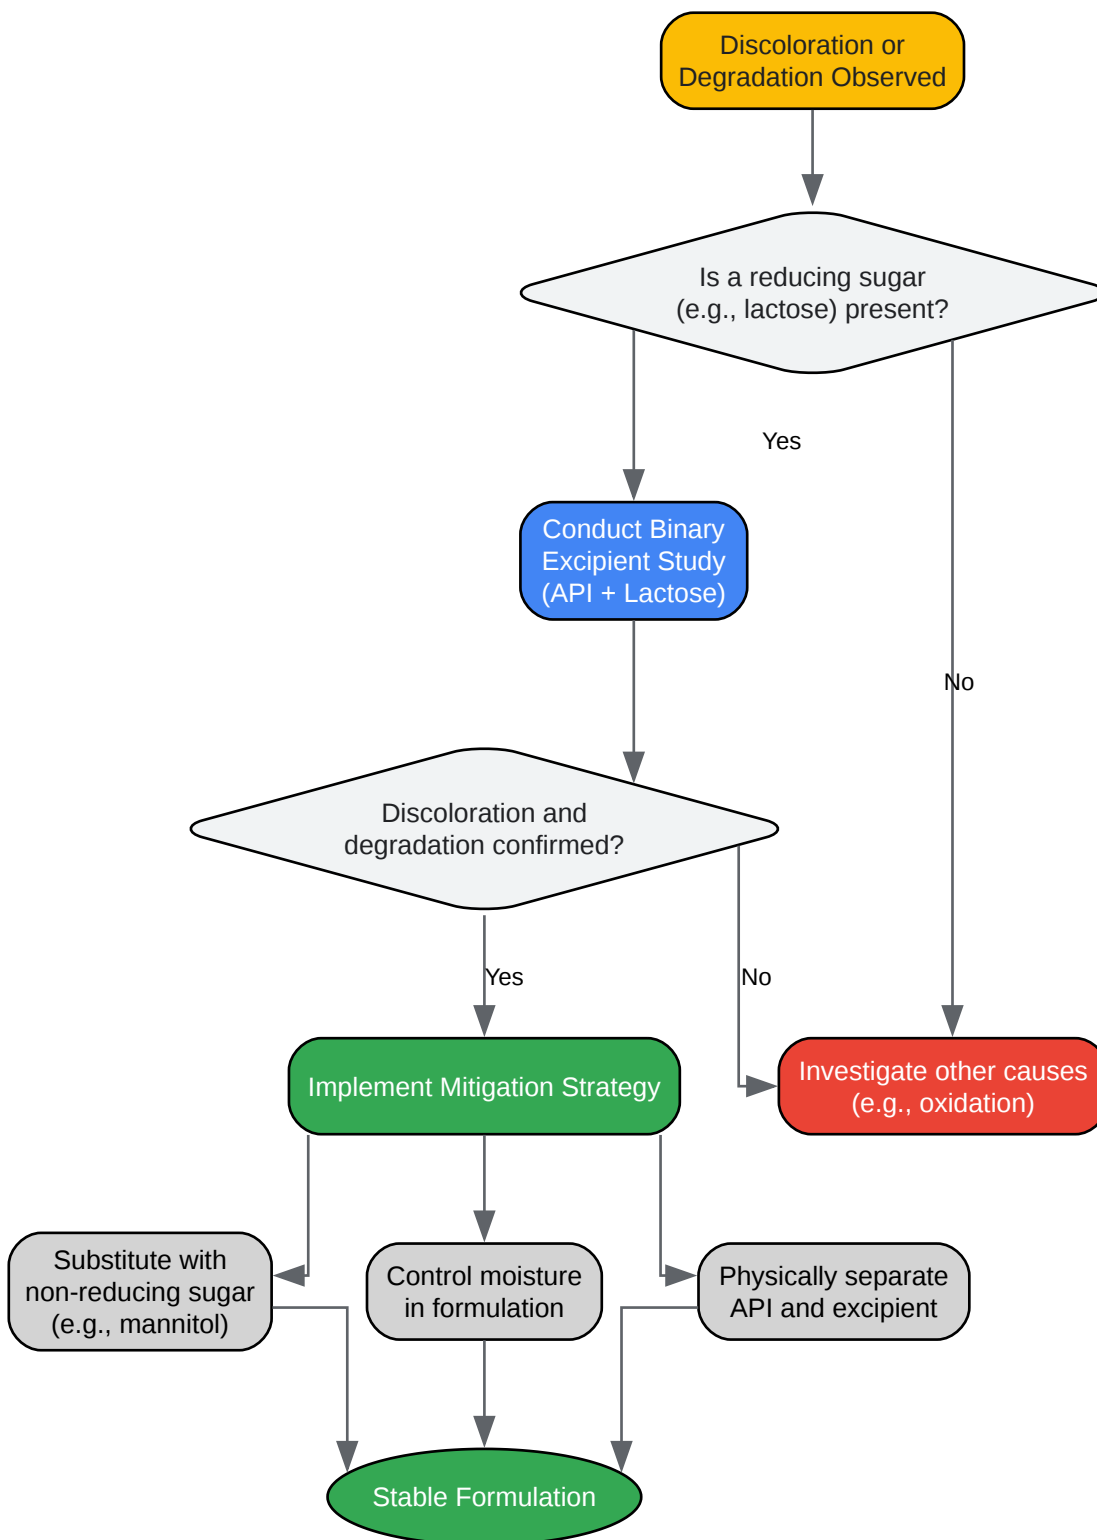 Discoloration or
Degradation Observed
Is a reducing sugar
(e.g., lactose) present?
Yes
Conduct Binary
Excipient Study
(API + Lactose)
No
Discoloration and
degradation confirmed?
Yes
No
Implement Mitigation Strategy
Investigate other causes
(e.g., oxidation)
Substitute with
non-reducing sugar
(e.g., mannitol)
Control moisture
in formulation
Physically separate
API and excipient
Stable Formulation